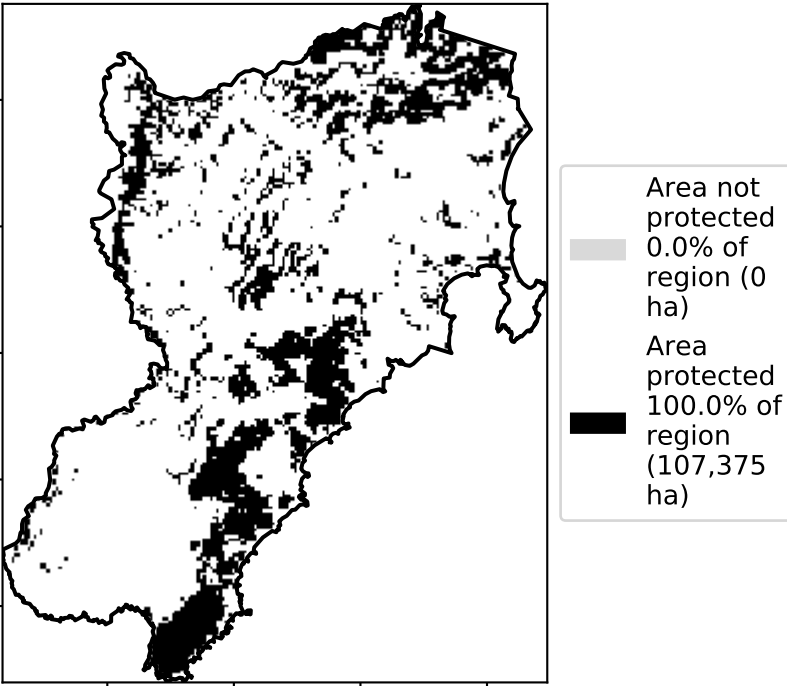 Area not
protected
0.0% of
region (0
ha)
Area
protected
100.0% of
region
(107,375
ha)